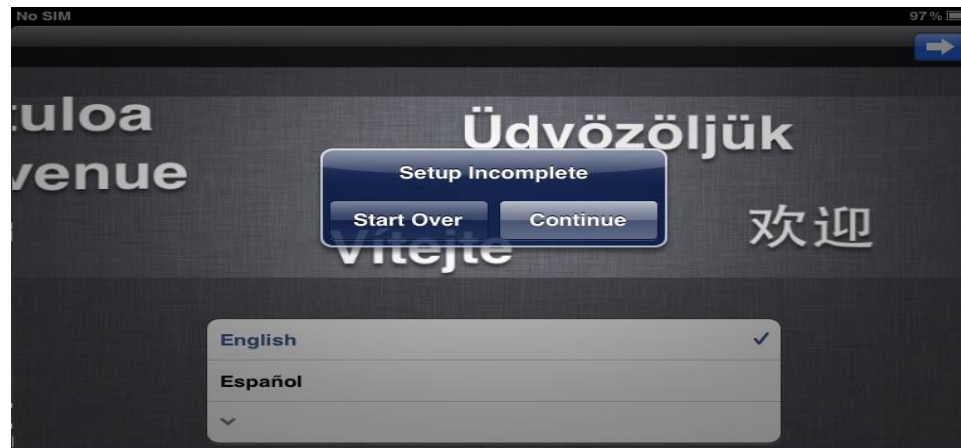 No SIM 97%
uloa
Üdvözöljük
venue
Setup Incomplete
Start Over Continue
欢迎
Vítejte
English
Español